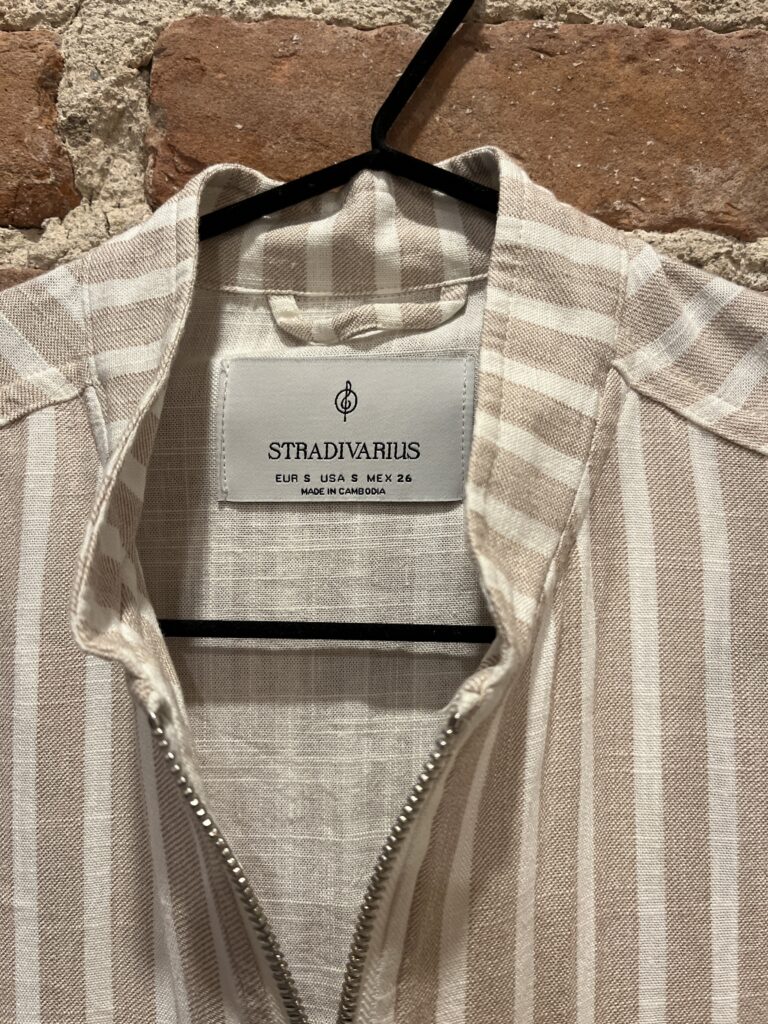 STRADIVARIUS
EUR S USA S MEX 26
MADE IN CAMBODIA